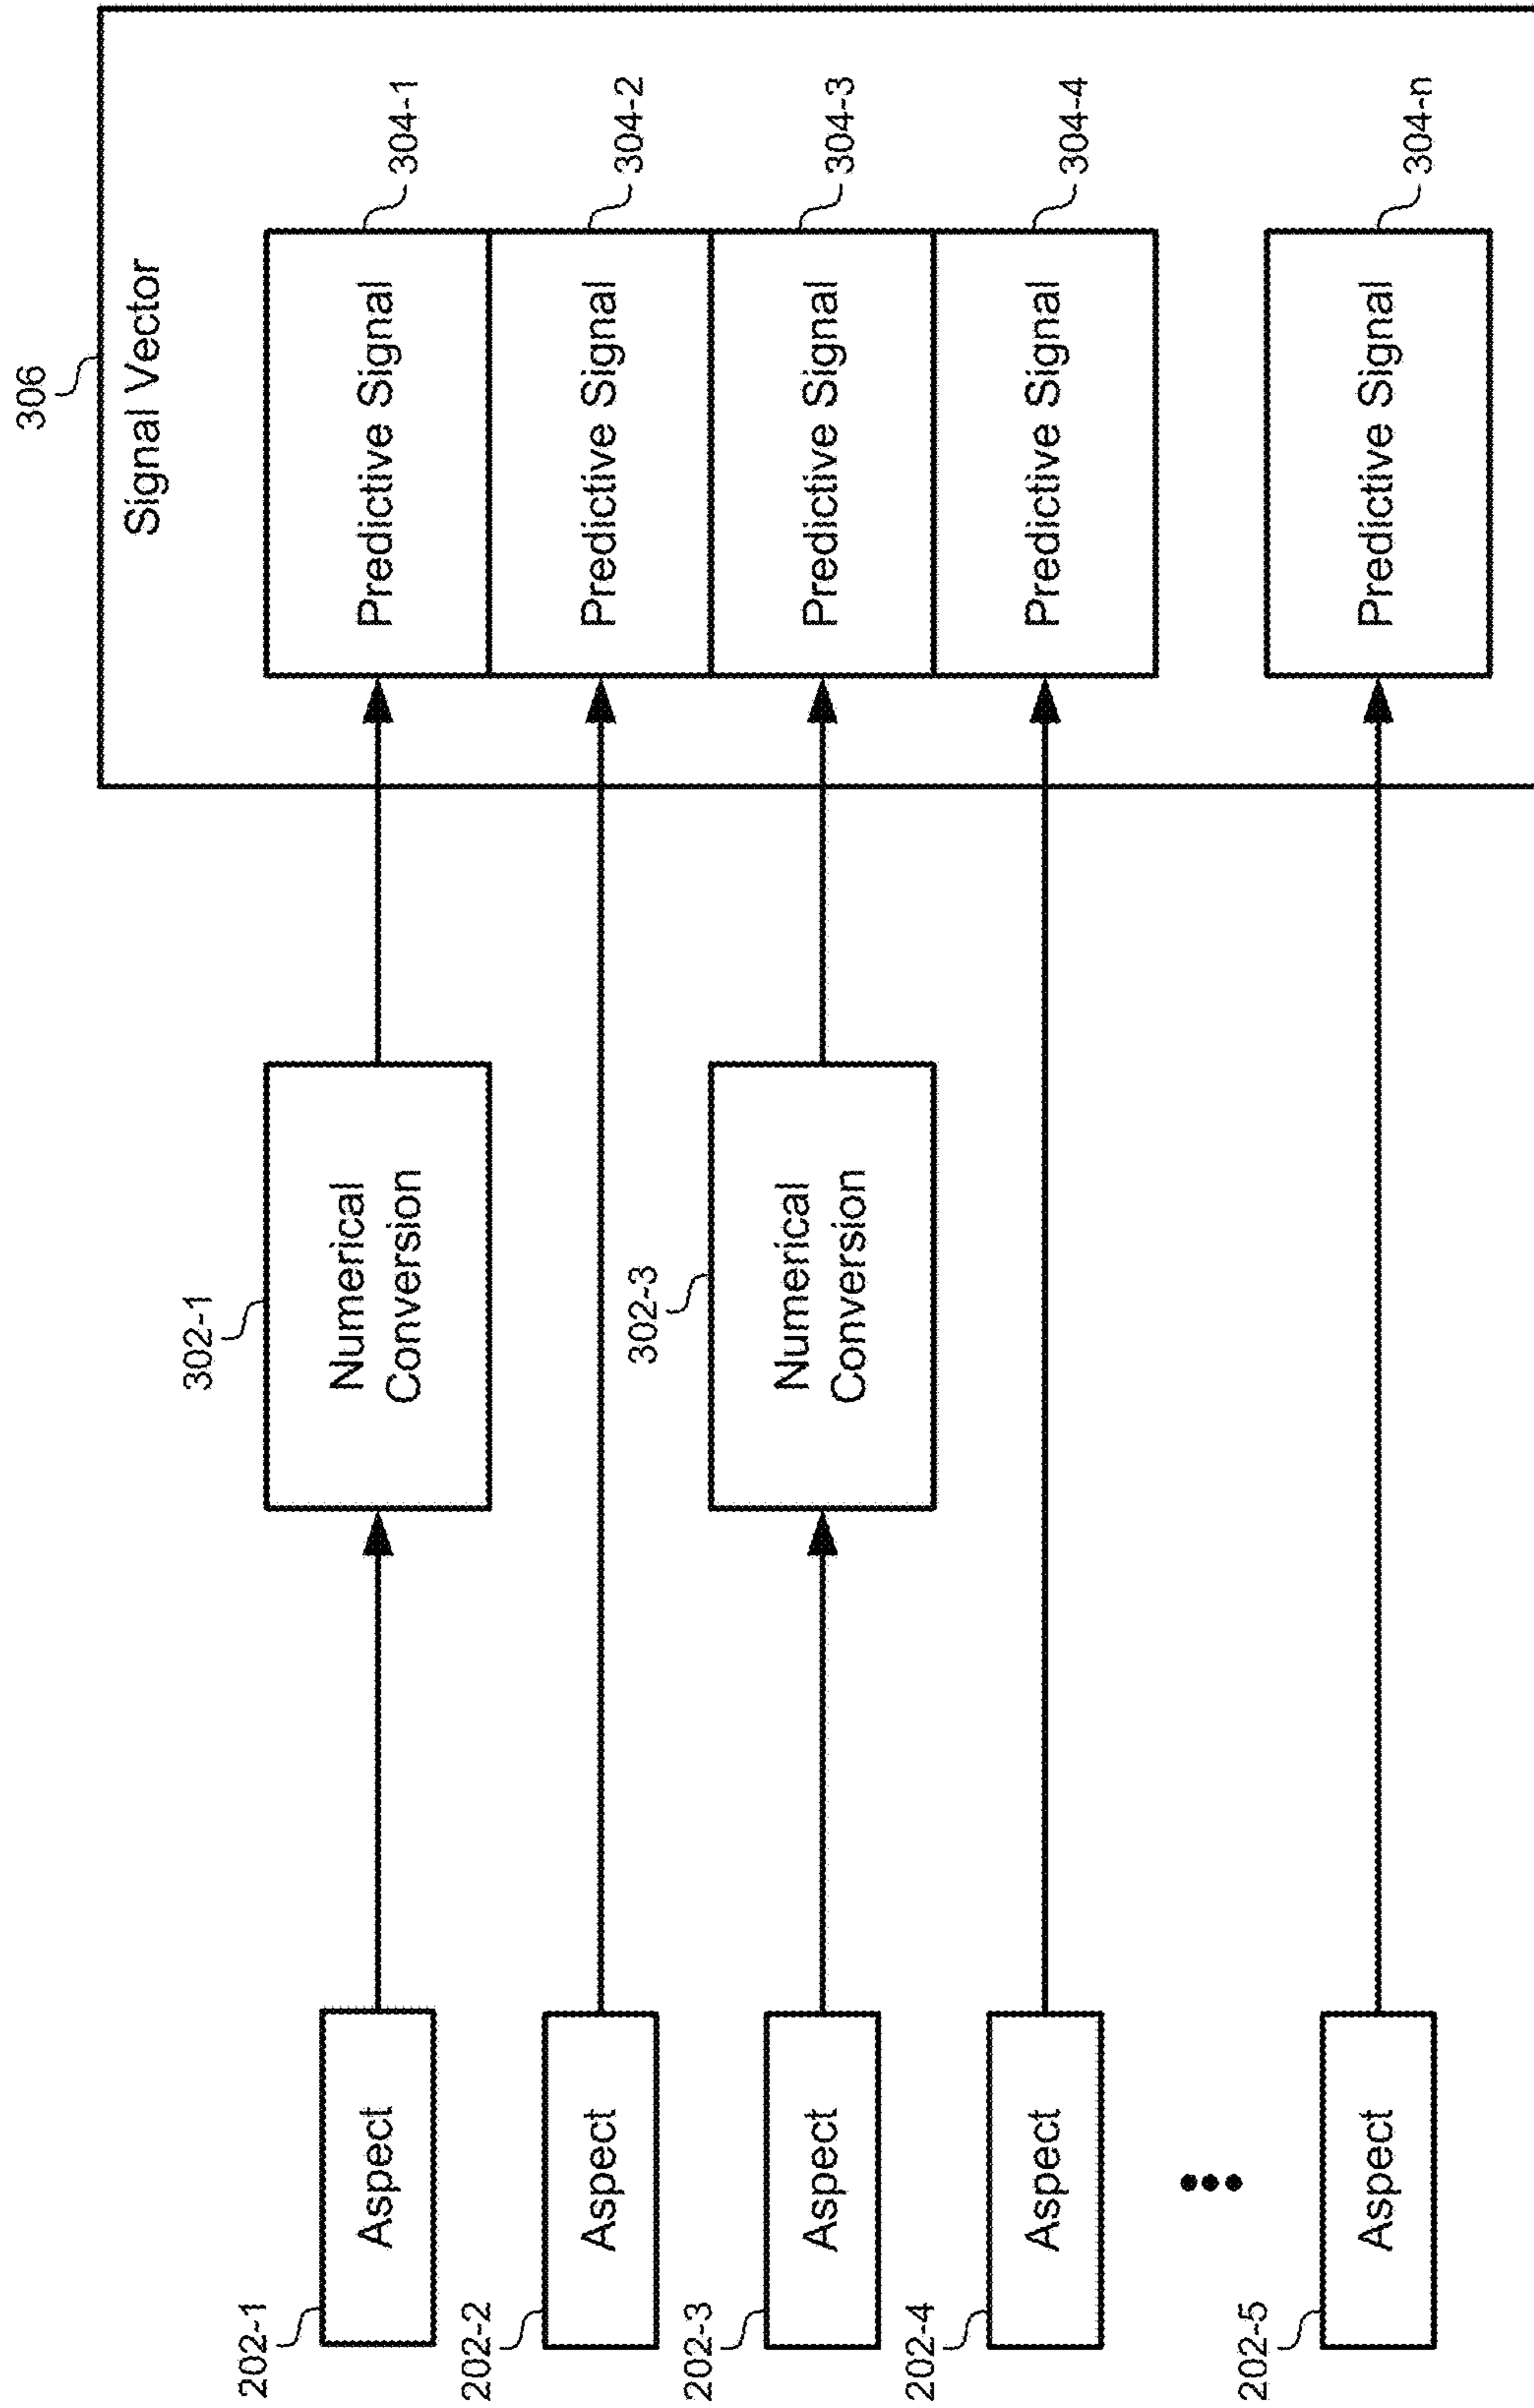 306
Signal Vector
202-1
Aspect
302-1
Numerical
Conversion
Predictive Signal
304-1
202-2
Aspect
Predictive Signal
304-2
202-3
Aspect
302-3
Numerical
Conversion
Predictive Signal
304-3
202-4
Aspect
Predictive Signal
304-4
202-5
Aspect
Predictive Signal
304-n